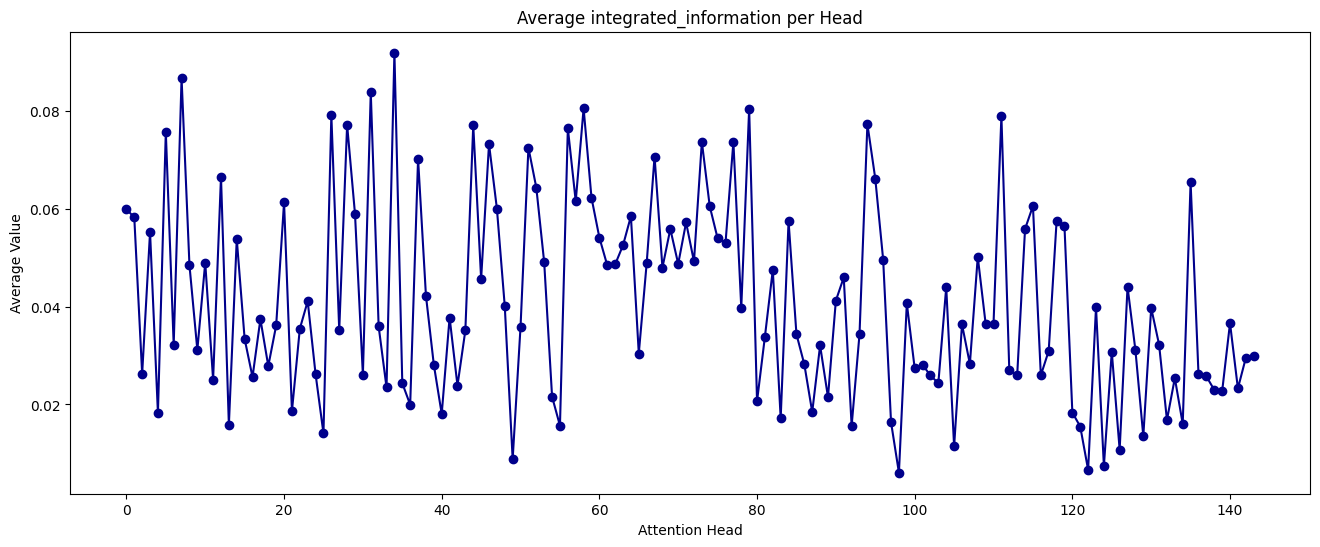 Average integrated_information per Head
Average Value
0.08
0.06
0.04
0.02
0 20 40 60 80 100 120 140
Attention Head